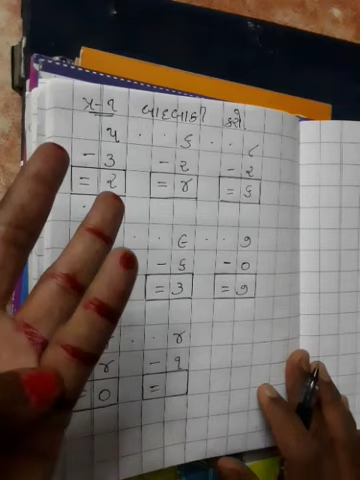 પ્ર-૨ બાદબાકી કરો.
૫ . . ૬ . . ૮
- ૩ - ૨ - ૨
= ૨ = ૪ = ૬
. . ૯ . . ૭
- ૬ - ૦
= ૩ = ૭
. . ૪
૪ - ૧
= ૦ =